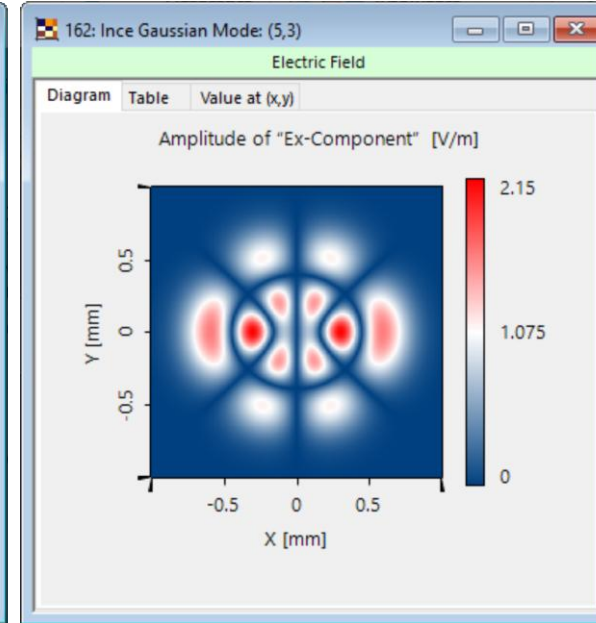 162: Ince Gaussian Mode: (5,3)
Electric Field
Diagram Table Value at (x,y)
Amplitude of "Ex-Component" [V/m]
2.15
0.5
Y [mm]
0
1.075
-0.5
0
-0.5 0 0.5
X [mm]